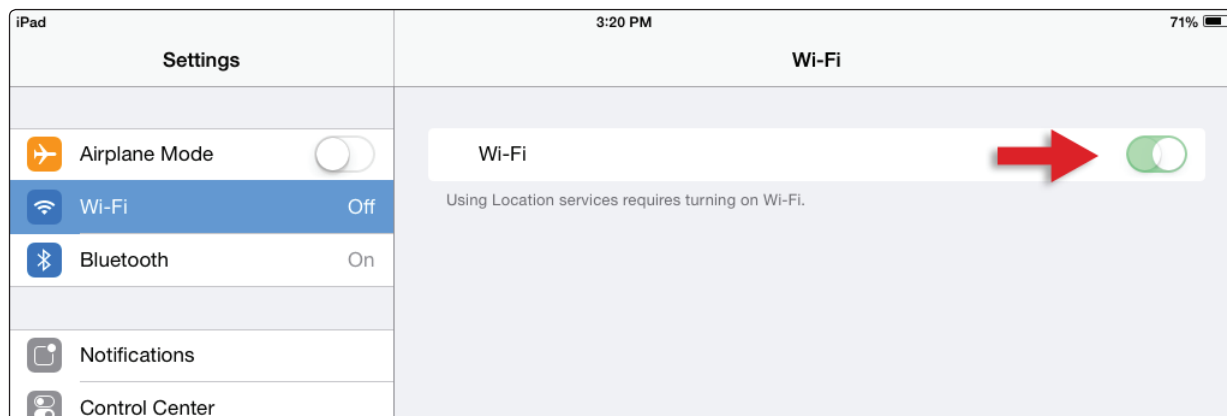 iPad 3:20 PM 71%
Settings
Wi-Fi
Airplane Mode
Wi-Fi Off
Bluetooth On
Notifications
Control Center
Wi-Fi
Using Location services requires turning on Wi-Fi.